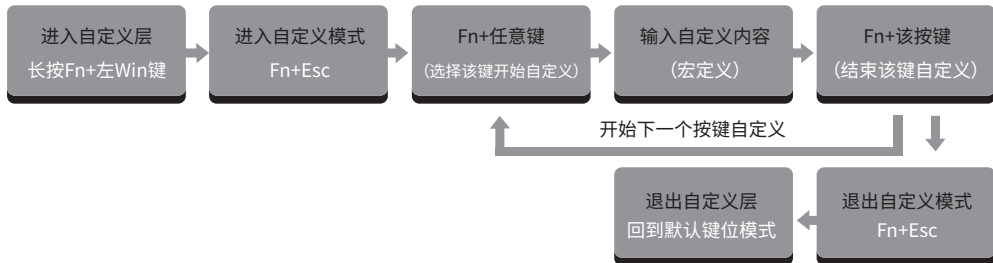 进入自定义层
长按Fn+左Win键
进入自定义模式
Fn+Esc
Fn+任意键
(选择该键开始自定义)
输入自定义内容
(宏定义)
Fn+该按键
(结束该键自定义)
开始下一个按键自定义
退出自定义模式
Fn+Esc
退出自定义层
回到默认键位模式